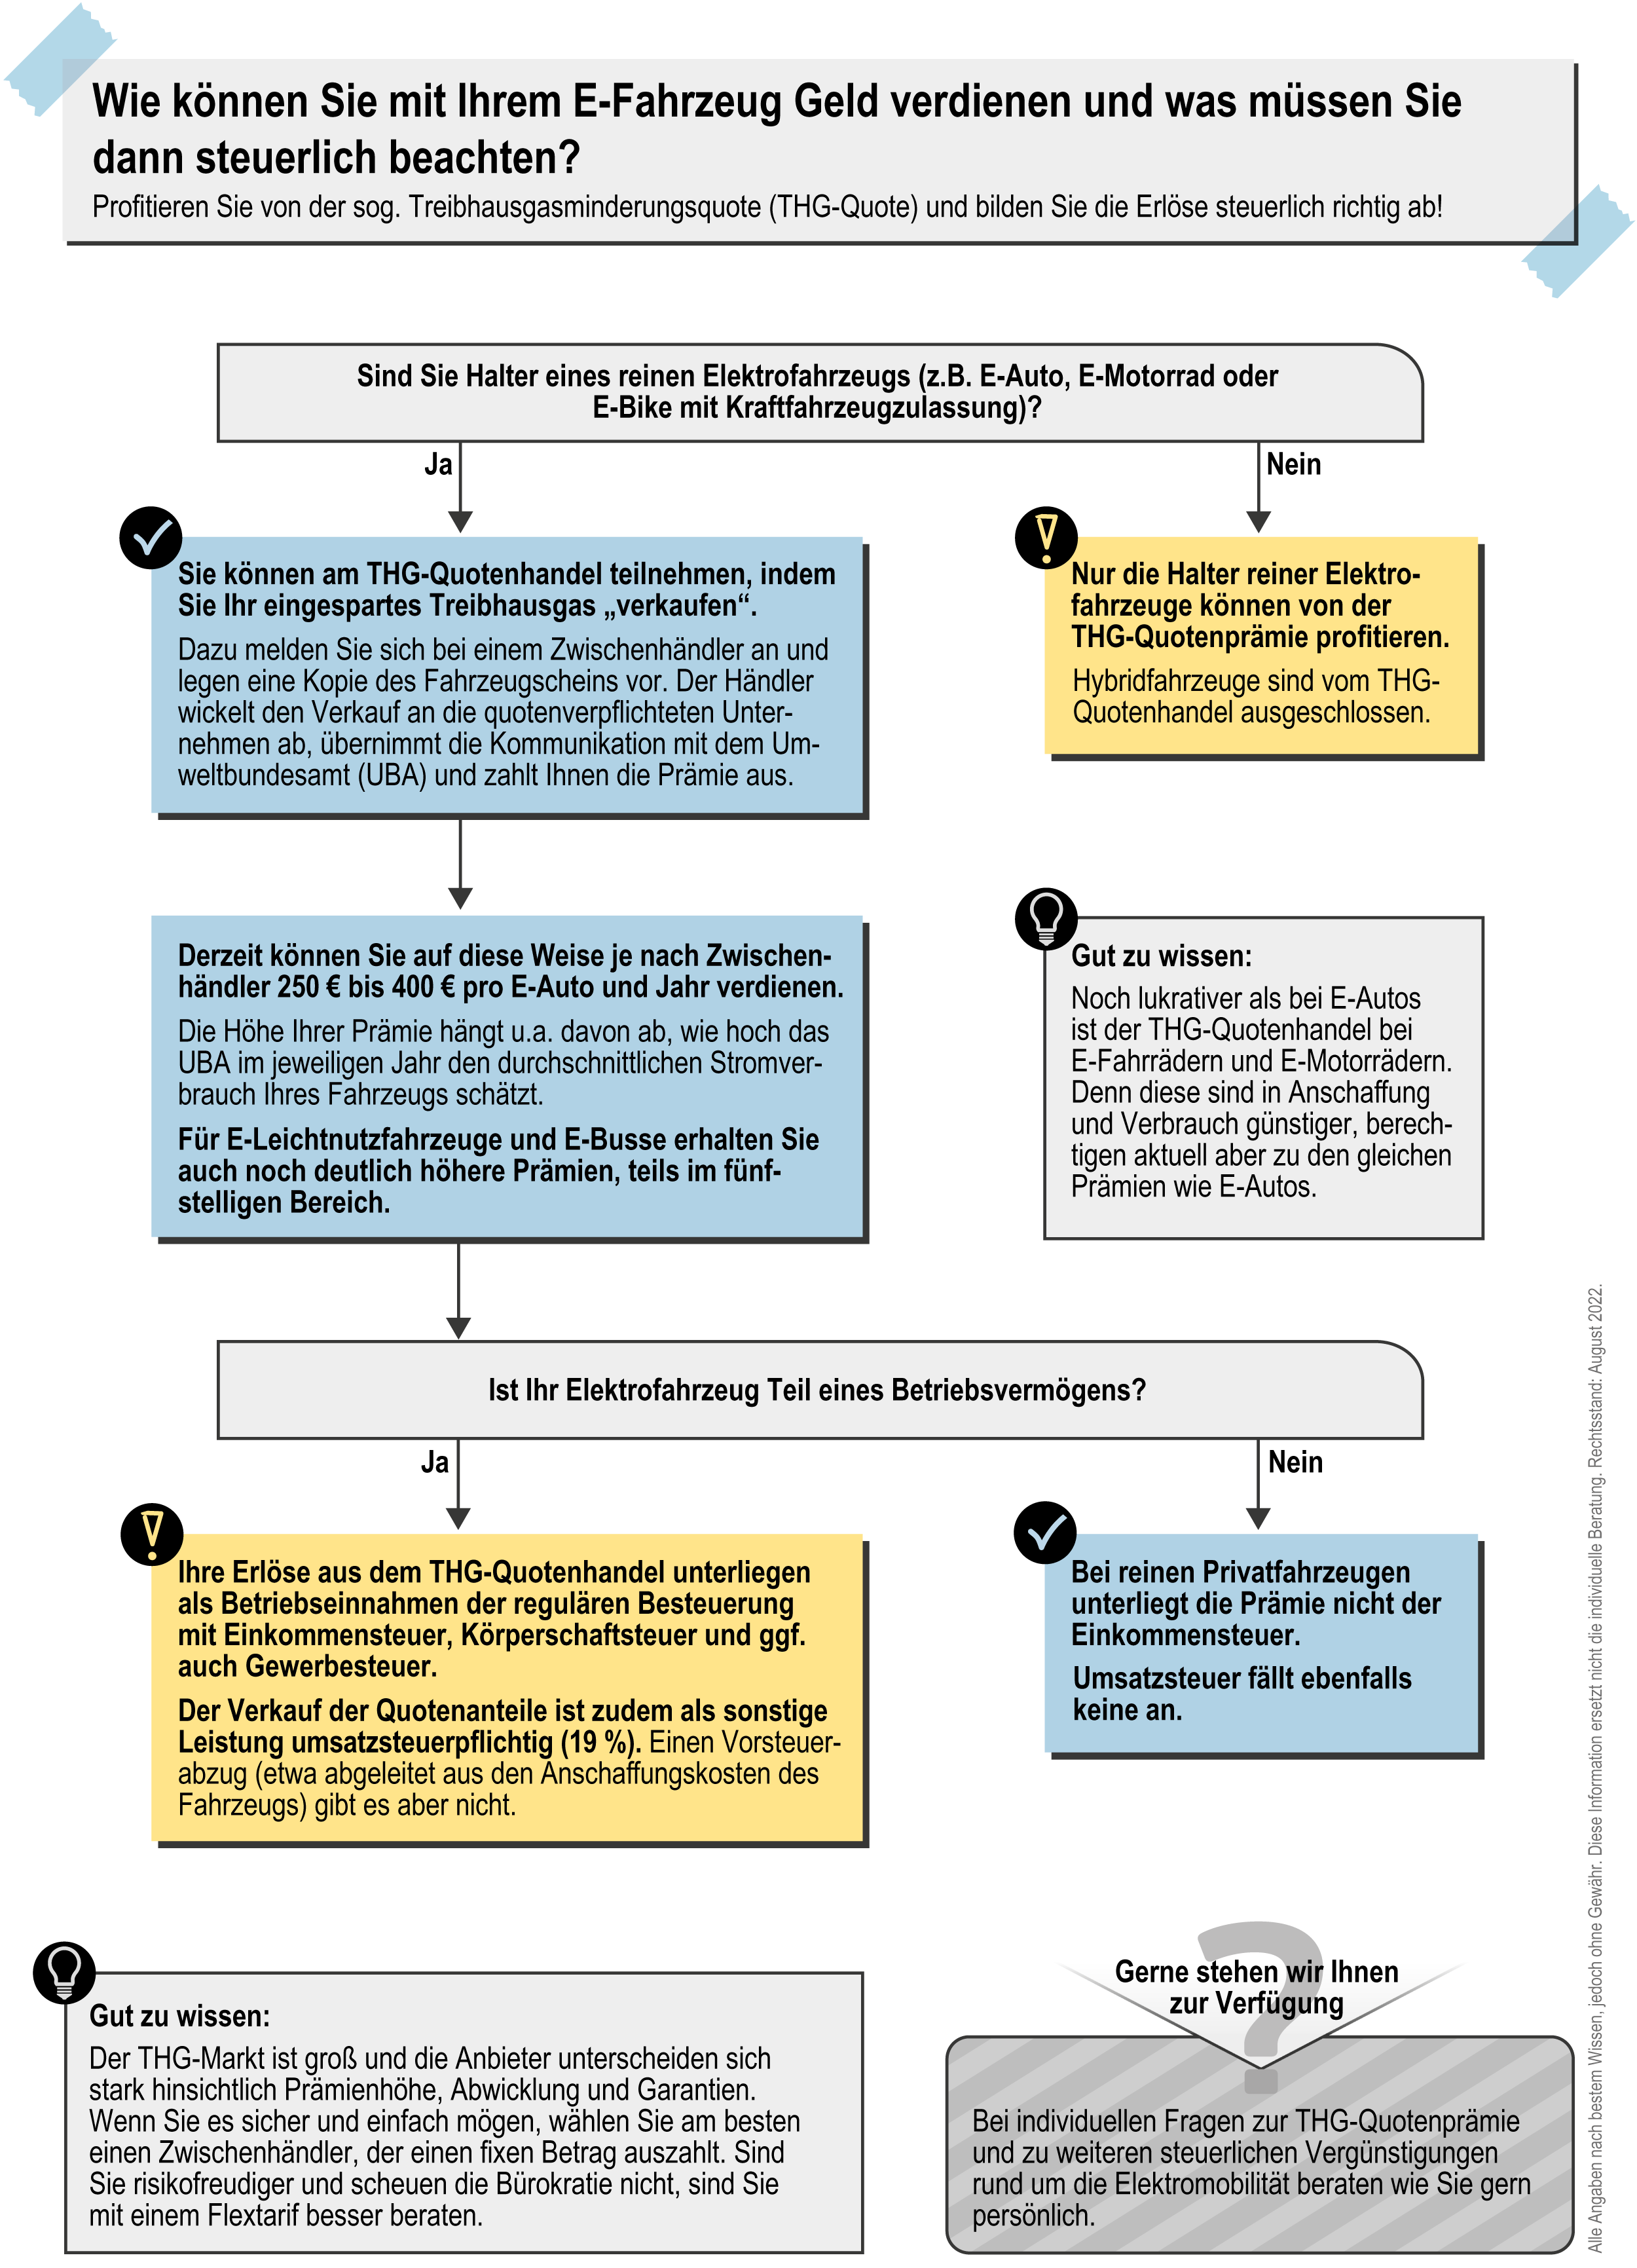 Wie können Sie mit Ihrem E-Fahrzeug Geld verdienen und was müssen Sie
dann steuerlich beachten?
Profitieren Sie von der sog. Treibhausgasminderungsquote (THG-Quote) und bilden Sie die Erlöse steuerlich richtig ab!
Sind Sie Halter eines reinen Elektrofahrzeugs (z.B. E-Auto, E-Motorrad oder
E-Bike mit Kraftfahrzeugzulassung)?
Ja
Nein
Sie können am THG-Quotenhandel teilnehmen, indem
Sie Ihr eingespartes Treibhausgas „verkaufen“.
Dazu melden Sie sich bei einem Zwischenhändler an und
legen eine Kopie des Fahrzeugscheins vor. Der Händler
wickelt den Verkauf an die quotenverpflichteten Unter-
nehmen ab, übernimmt die Kommunikation mit dem Um-
weltbundesamt (UBA) und zahlt Ihnen die Prämie aus.
Nur die Halter reiner Elektro-
fahrzeuge können von der
THG-Quotenprämie profitieren.
Hybridfahrzeuge sind vom THG-
Quotenhandel ausgeschlossen.
Derzeit können Sie auf diese Weise je nach Zwischen-
händler 250 € bis 400 € pro E-Auto und Jahr verdienen.
Die Höhe Ihrer Prämie hängt u.a. davon ab, wie hoch das
UBA im jeweiligen Jahr den durchschnittlichen Stromver-
brauch Ihres Fahrzeugs schätzt.
Für E-Leichtnutzfahrzeuge und E-Busse erhalten Sie
auch noch deutlich höhere Prämien, teils im fünf-
stelligen Bereich.
Gut zu wissen:
Noch lukrativer als bei E-Autos
ist der THG-Quotenhandel bei
E-Fahrrädern und E-Motorrädern.
Denn diese sind in Anschaffung
und Verbrauch günstiger, berech-
tigen aktuell aber zu den gleichen
Prämien wie E-Autos.
Ist Ihr Elektrofahrzeug Teil eines Betriebsvermögens?
Ja
Nein
Ihre Erlöse aus dem THG-Quotenhandel unterliegen
als Betriebseinnahmen der regulären Besteuerung
mit Einkommensteuer, Körperschaftsteuer und ggf.
auch Gewerbesteuer.
Der Verkauf der Quotenanteile ist zudem als sonstige
Leistung umsatzsteuerpflichtig (19 %). Einen Vorsteuer-
abzug (etwa abgeleitet aus den Anschaffungskosten des
Fahrzeugs) gibt es aber nicht.
Bei reinen Privatfahrzeugen
unterliegt die Prämie nicht der
Einkommensteuer.
Umsatzsteuer fällt ebenfalls
keine an.
Gut zu wissen:
Der THG-Markt ist groß und die Anbieter unterscheiden sich
stark hinsichtlich Prämienhöhe, Abwicklung und Garantien.
Wenn Sie es sicher und einfach mögen, wählen Sie am besten
einen Zwischenhändler, der einen fixen Betrag auszahlt. Sind
Sie risikofreudiger und scheuen die Bürokratie nicht, sind Sie
mit einem Flextarif besser beraten.
?
Gerne stehen wir Ihnen
zur Verfügung
Bei individuellen Fragen zur THG-Quotenprämie
und zu weiteren steuerlichen Vergünstigungen
rund um die Elektromobilität beraten wie Sie gern
persönlich.
Alle Angaben nach bestem Wissen, jedoch ohne Gewähr. Diese Information ersetzt nicht die individuelle Beratung. Rechtsstand: August 2022.